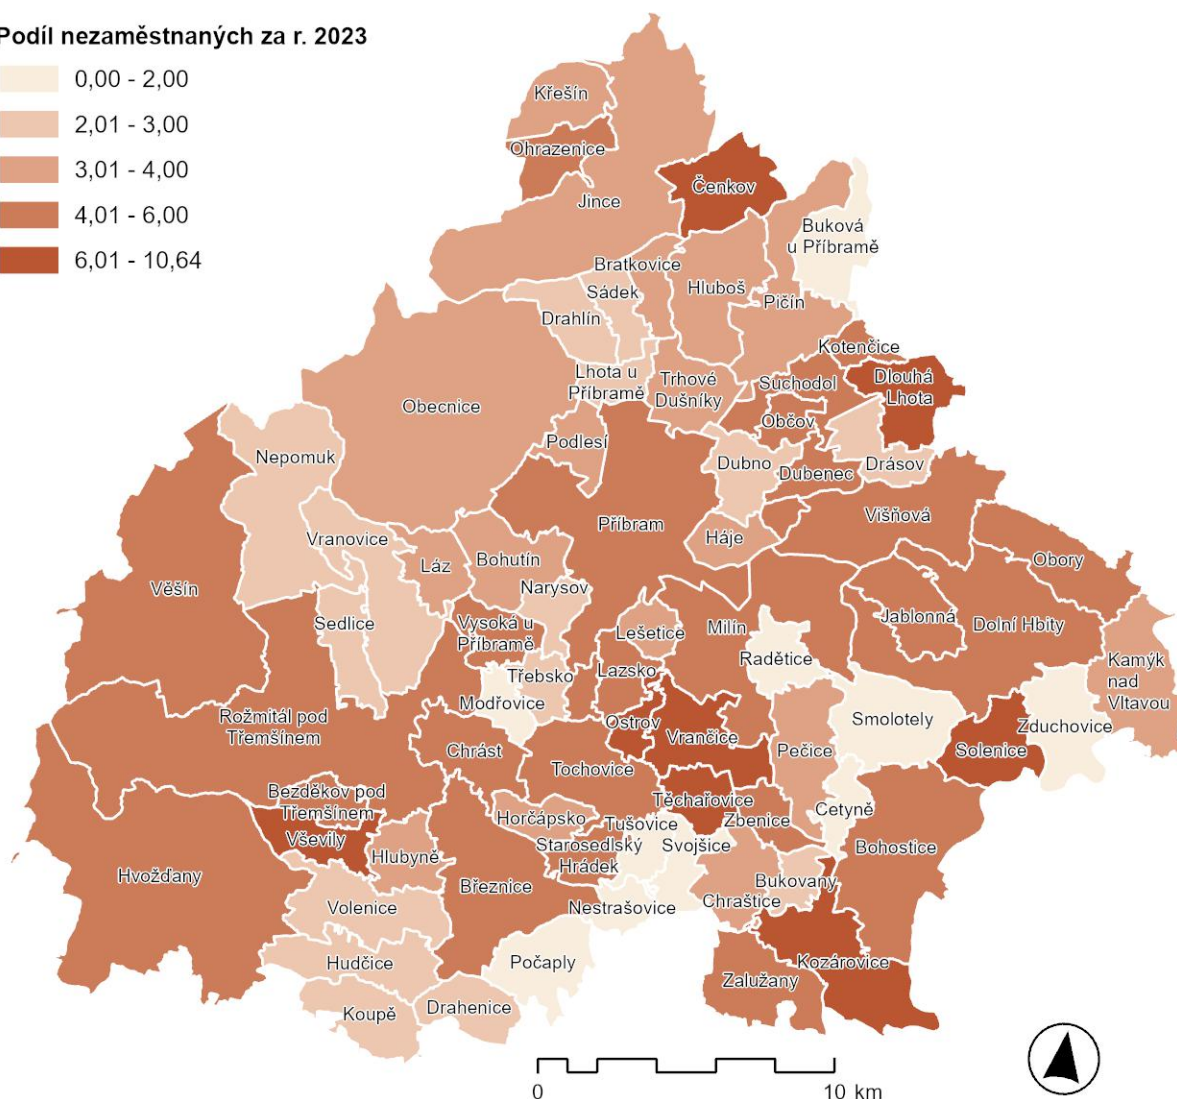 Podíl nezaměstnaných za r. 2023
0,00 - 2,00
2,01 - 3,00
3,01 - 4,00
4,01 - 6,00
6,01 - 10,64
Křešín
Ohrazenice
Čenkov
Jince
Buková
u Příbramě
Bratkovice
Sádek
Hluboš
Pičín
Drahlín
Kotenčice
Lhota u
Příbramě
Trhové
Dušníky
Suchodol
Dlouhá
Lhota
Obecnice
Občov
Podlesí
Nepomuk
Dubno
Dubenec
Drásov
Příbram
Višňová
Vranovice
Háje
Láz
Bohutín
Obory
Věšín
Narysov
Sedlice
Vysoká u
Příbramě
Lešetice
Milín
Jablonná
Dolní Hbity
Radětice
Kamýk
nad
Vltavou
Třebsko
Lazsko
Modřovice
Rožmitál pod
Třemšínem
Ostrov
Smolotely
Zduchovice
Chrást
Vrančice
Pečice
Solenice
Tochovice
Bezděkov pod
Třemšínem
Těchařovice
Cetyně
Horčápsko
Tušovice
Zbenice
Vševily
Hlubyně
Starosedlský
Hrádek
Svojšice
Bohostice
Hvožďany
Březnice
Bukovany
Volenice
Nestrašovice
Chraštice
Hudčice
Počaply
Kozárovice
Zalužany
Koupě
Drahenice
0
10 km